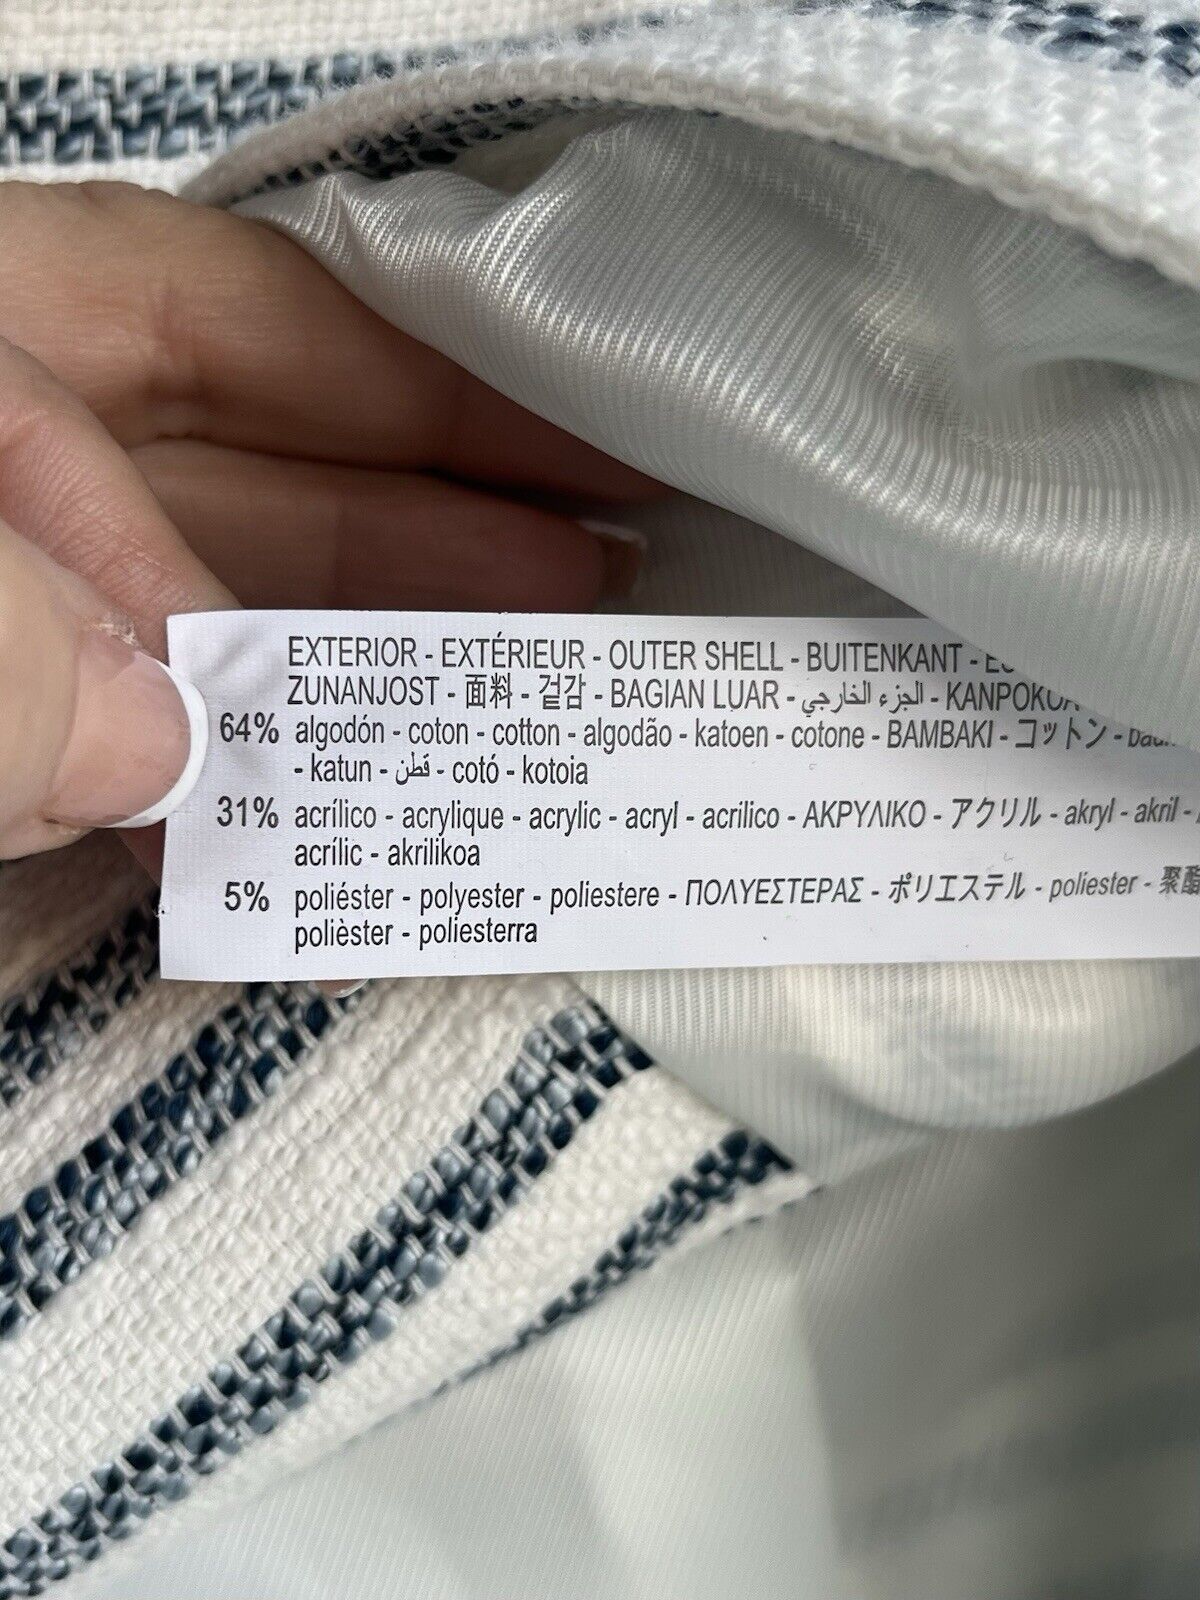 EXTERIOR - EXTÉRIEUR - OUTER SHELL - BUITENKANT -
ZUNANJOST - 面料 - 겉감 - BAGIAN LUAR - الجزء الخارجي -
64% algodón - coton - cotton - algodão - katoen - cotone - BAMBAKI - コットン -
- katun - قطن - cotó - kotoia
31% acrílico - acrylique - acrylic - acryl - acrilico - ΑΚΡΥΛΙΚΟ - アクリル - akryl - akril -
acrílic - akrilikoa
5% poliéster - polyester - poliestere - ΠΟΛΥΕΣΤΕΡΑΣ - ポリエステル - poliester -
polièster - poliesterra